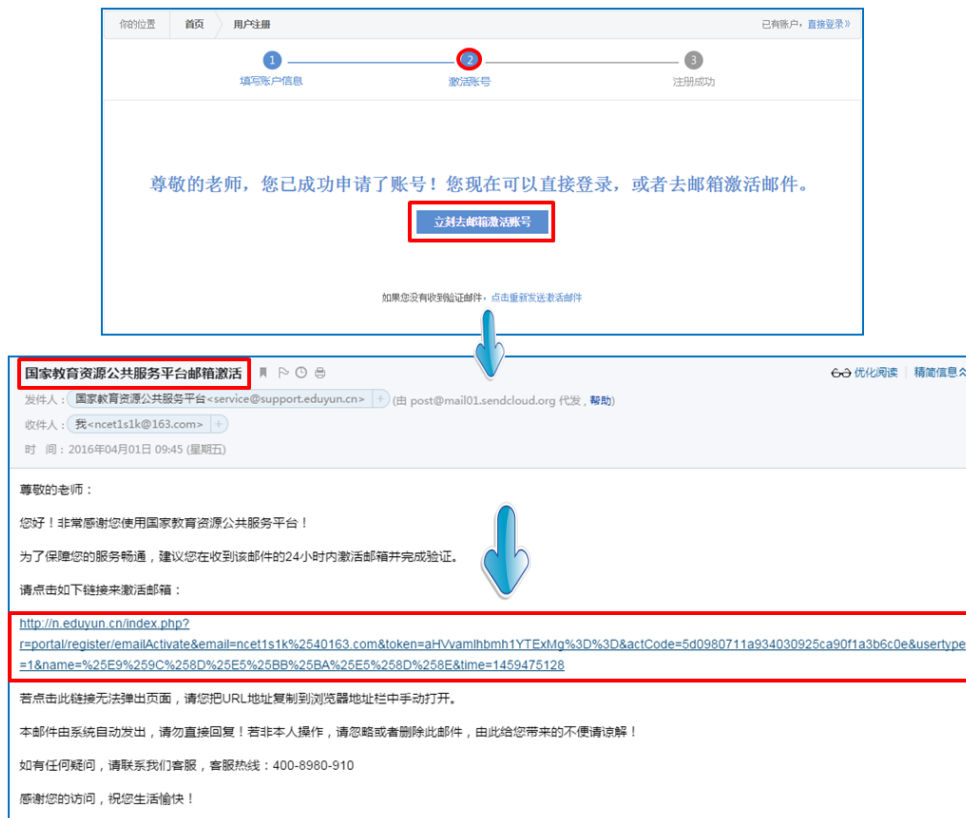 你的位置 首页 用户注册 已有账户，直接登录》
1 2 3
填写账户信息 激活账号 注册成功
尊敬的老师，您已成功申请了账号！您现在可以直接登录，或者去邮箱激活邮件。
立刻去邮箱激活账号
如果您没有收到验证邮件，点击重新发送激活邮件
国家教育资源公共服务平台邮箱激活 优化阅读 | 精简信息
发件人：国家教育资源公共服务平台<service@support.eduyun.cn> + (由 post@mail01.sendcloud.org 代发，帮助)
收件人：我<ncet1s1k@163.com> +
时 间：2016年04月01日 09:45 (星期五)
尊敬的老师：
您好！非常感谢您使用国家教育资源公共服务平台！
为了保障您的服务畅通，建议您在收到该邮件的24小时内激活邮箱并完成验证。
请点击如下链接来激活邮箱：
http://n.eduyun.cn/index.php?
r=portal/register/emailActivate&email=ncet1s1k%2540163.com&token=aHVvamlhbmh1YTExMg%3D%3D&actCode=5d0980711a934030925ca90f1a3b6c0e&usertype
=1&name=%25E9%259C%258D%25E5%25BB%25BA%25E5%258D%258E&time=1459475128
若点击此链接无法弹出页面，请您把URL地址复制到浏览器地址栏中手动打开。
本邮件由系统自动发出，请勿直接回复！若非本人操作，请忽略或者删除此邮件，由此给您带来的不便请谅解！
如有任何疑问，请联系我们客服，客服热线：400-8980-910
感谢您的访问，祝您生活愉快！